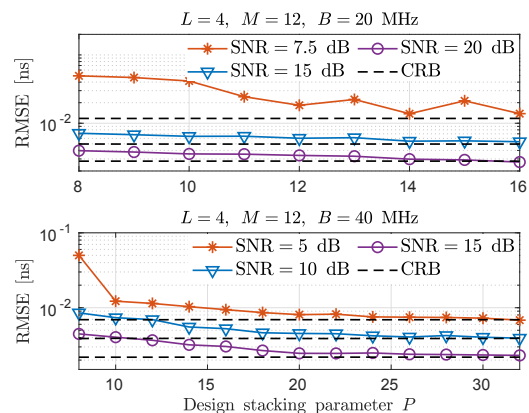 L = 4, M = 12, B = 20 MHz
SNR = 7.5 dB
SNR = 20 dB
SNR = 15 dB
CRB
RMSE [ns]
10^-2
8 10 12 14 16
L = 4, M = 12, B = 40 MHz
10^-1
SNR = 5 dB
SNR = 15 dB
SNR = 10 dB
CRB
RMSE [ns]
10^-2
10 15 20 25 30
Design stacking parameter P